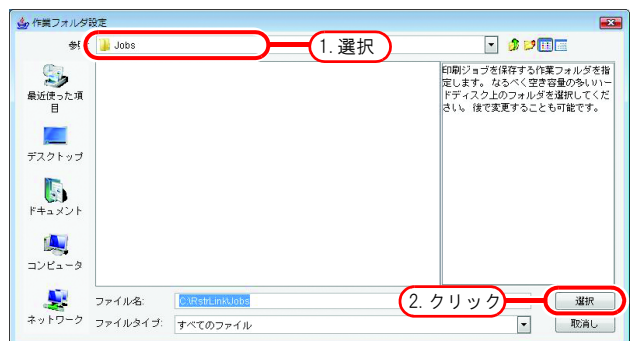 作業フォルダ設定
参照
Jobs
1. 選択
最近使った項
目
デスクトップ
ドキュメント
コンピュータ
ネットワーク
印刷ジョブを保存する作業フォルダを指
定します。なるべく空き容量の多いハー
ドディスク上のフォルダを選択してくだ
さい。後で変更することも可能です。
ファイル名:
C:\RstrLink\Jobs
2. クリック
選択
ファイルタイプ:
すべてのファイル
取消し